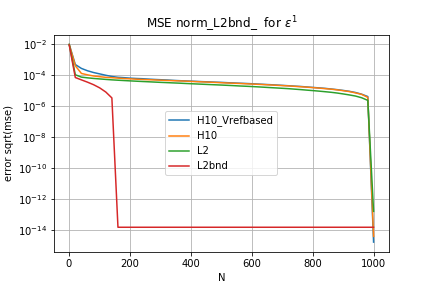 MSE norm_L2bnd_ for ε¹
error sqrt(mse)
10⁻²
10⁻⁴
10⁻⁶
10⁻⁸
10⁻¹⁰
10⁻¹²
10⁻¹⁴
H10_Vrefbased
H10
L2
L2bnd
0 200 400 600 800 1000
N